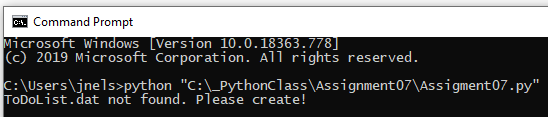 Command Prompt
Microsoft Windows [Version 10.0.18363.778]
(c) 2019 Microsoft Corporation. All rights reserved.
C:\Users\jnels>python "C:\_PythonClass\Assignment07\Assigment07.py"
ToDoList.dat not found. Please create!